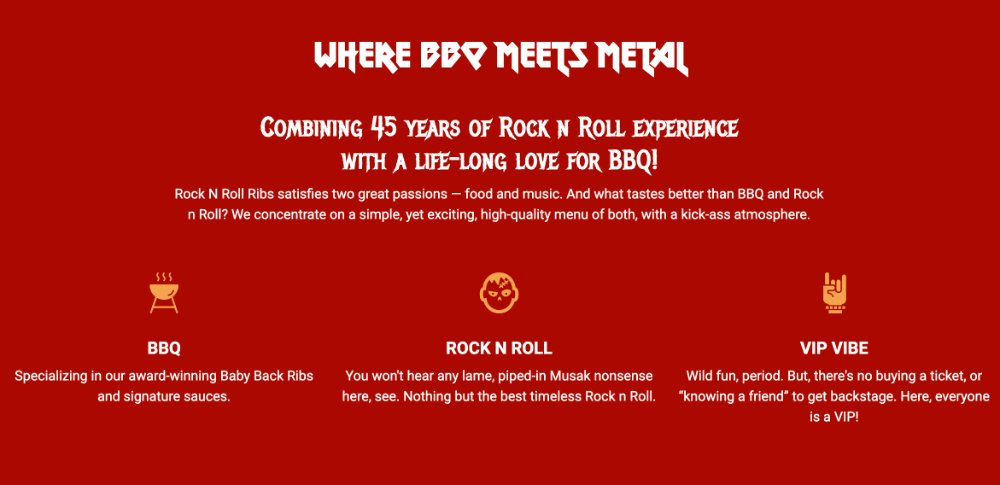 WHERE BBQ MEETS METAL
COMBINING 45 YEARS OF ROCK N ROLL EXPERIENCE
WITH A LIFE-LONG LOVE FOR BBQ!
Rock N Roll Ribs satisfies two great passions — food and music. And what tastes better than BBQ and Rock
n Roll? We concentrate on a simple, yet exciting, high-quality menu of both, with a kick-ass atmosphere.
BBQ
Specializing in our award-winning Baby Back Ribs
and signature sauces.
ROCK N ROLL
You won't hear any lame, piped-in Musak nonsense
here, see. Nothing but the best timeless Rock n Roll.
VIP VIBE
Wild fun, period. But, there's no buying a ticket, or
“knowing a friend” to get backstage. Here, everyone
is a VIP!